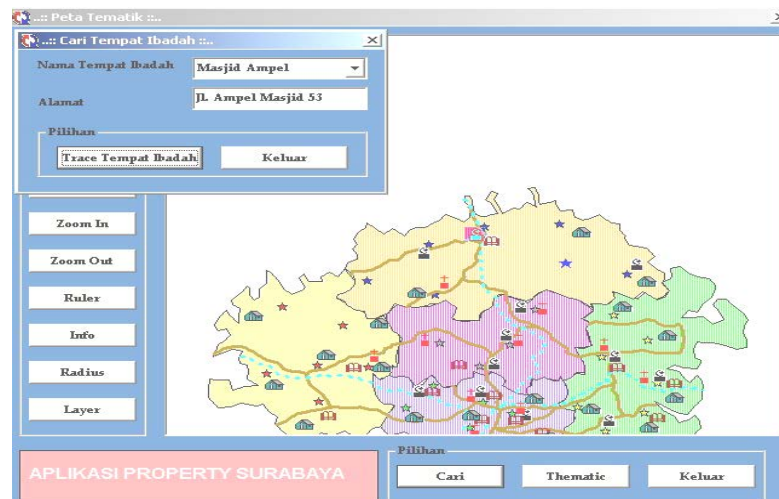 ..:: Peta Tematik ::..
..:: Cari Tempat Ibadah ::..
Nama Tempat Ibadah
Masjid Ampel
Alamat
JL. Ampel Masjid 53
Pilihan
Trace Tempat Ibadah
Keluar
Zoom In
Zoom Out
Ruler
Info
Radius
Layer
APLIKASI PROPERTY SURABAYA
Pilihan
Cari
Thematic
Keluar